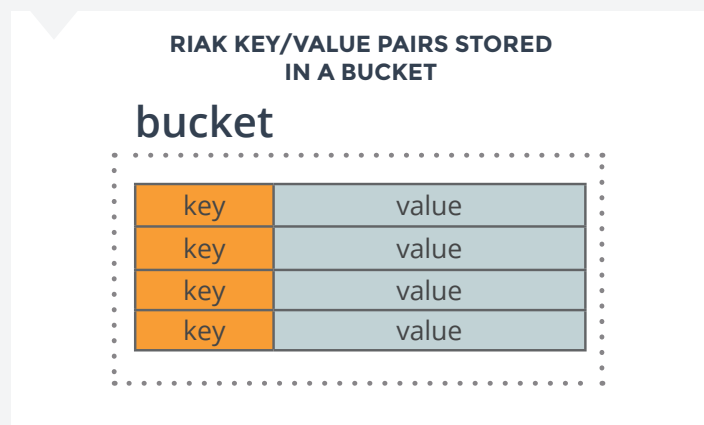 RIAK KEY/VALUE PAIRS STORED
IN A BUCKET
bucket
key value
key value
key value
key value